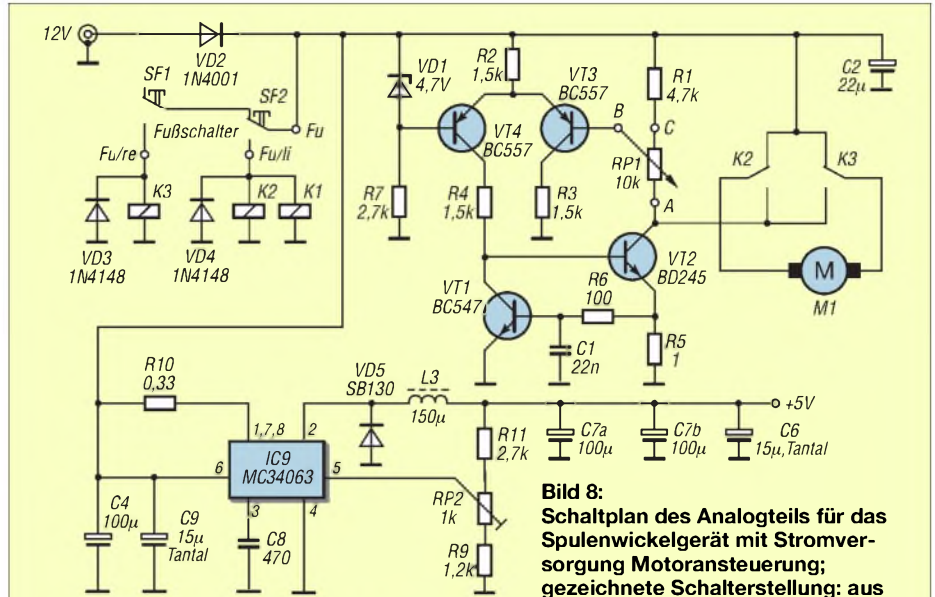 12V
VD2
1N4001
SF1
SF2
Fußschalter
Fu
Fu/re
Fu/li
K3
K2
K1
VD3
1N4148
VD4
1N4148
VD1
4,7V
R2
1,5k
VT3
BC557
VT4
BC557
B
C
A
R1
4,7k
RP1
10k
C2
22µ
K2
K3
R7
2,7k
R4
1,5k
R3
1,5k
VT2
BD245
M
M1
VT1
BC547
R6
100
C1
22n
R5
1
R10
0,33
VD5
SB130
L3
150µ
+5V
1,7,8
2
6
IC9
MC34063
5
3
4
R11
2,7k
C7a
100µ
C7b
100µ
C6
15µ,Tantal
C4
100µ
C9
15µ
Tantal
C8
470
RP2
1k
R9
1,2k
Bild 8:
Schaltplan des Analogteils für das
Spulenwickelgerät mit Stromver-
sorgung Motoransteuerung;
gezeichnete Schalterstellung: aus